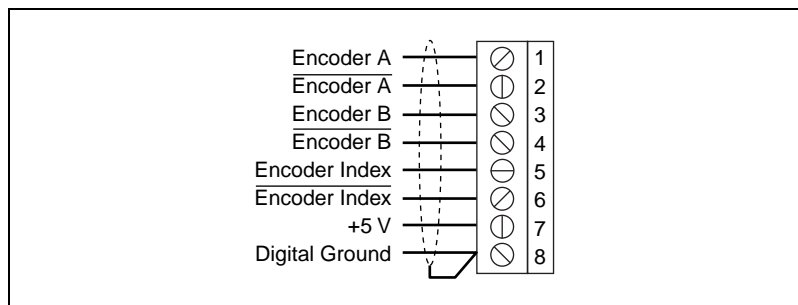 Encoder A 1
Encoder A 2
Encoder B 3
Encoder B 4
Encoder Index 5
Encoder Index 6
+5 V 7
Digital Ground 8